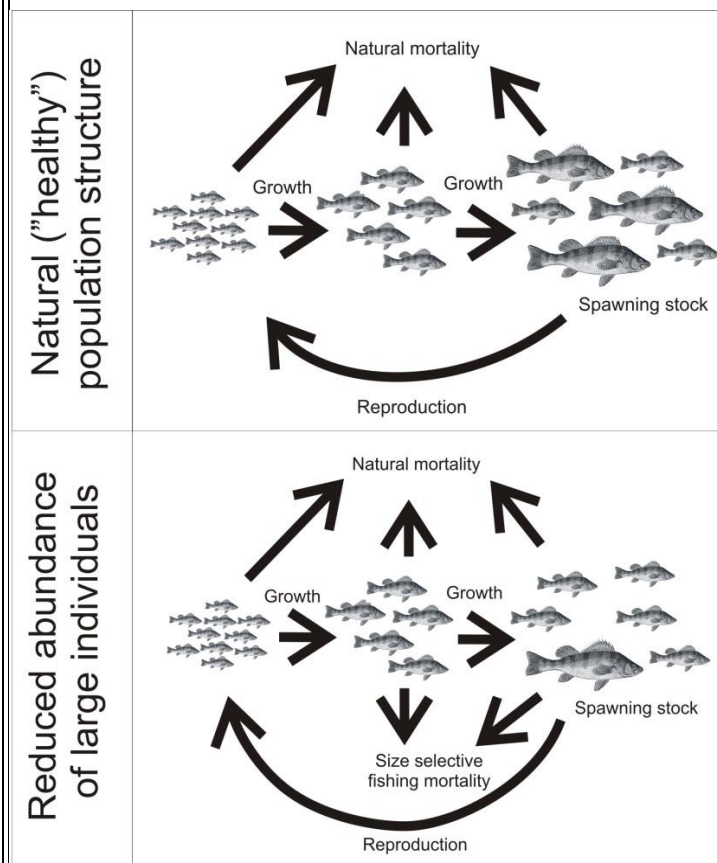 Natural ("healthy")
population structure
Natural mortality
Growth
Growth
Spawning stock
Reproduction
Reduced abundance
of large individuals
Natural mortality
Growth
Growth
Spawning stock
Size selective
fishing mortality
Reproduction